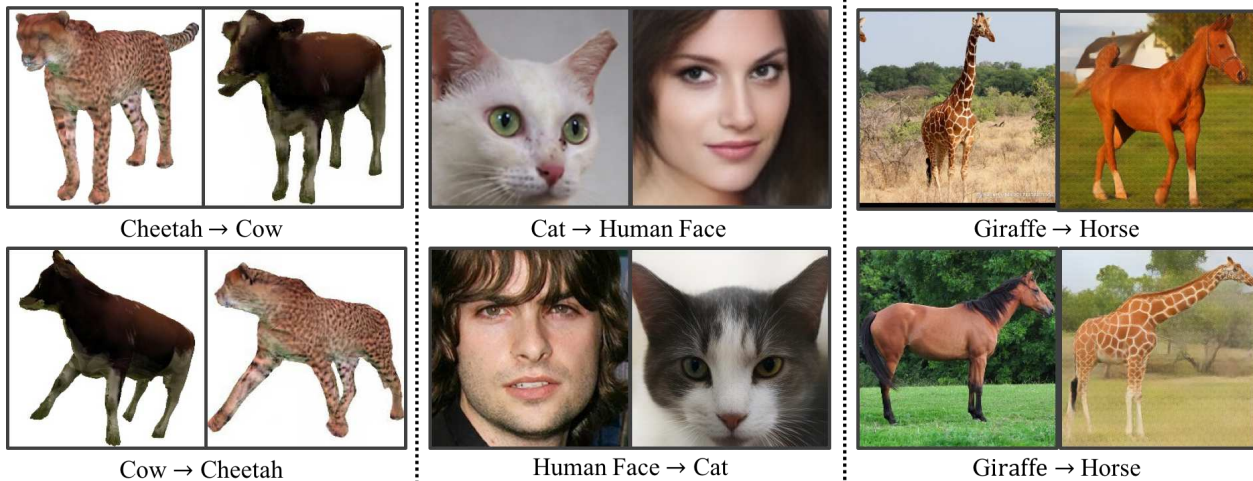 Cheetah → Cow
Cat → Human Face
Giraffe → Horse
Cow → Cheetah
Human Face → Cat
Giraffe → Horse